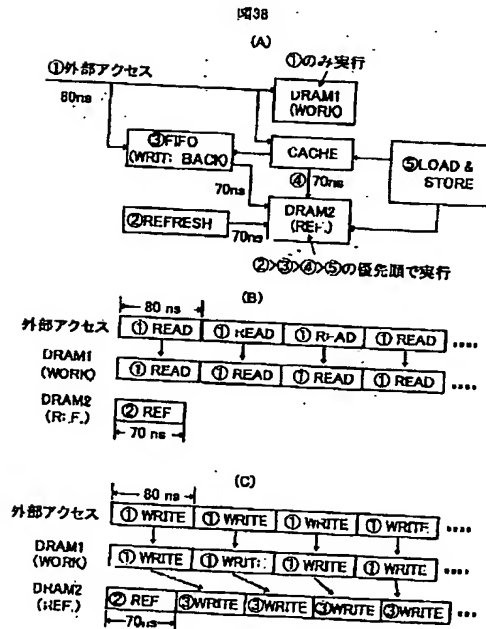 図38
(A)
①外部アクセス
80ns
①のみ実行
DRAM1
(WORK)
③FIFO
(WRITE BACK)
CACHE
⑤LOAD &
STORE
70ns
④ 70ns
②REFRESH
70ns
DRAM2
(REF.)
②>③>④>⑤の優先順で実行
(B)
80 ns
外部アクセス ① READ ① READ ① READ ① READ ....
DRAM1
(WORK) ① READ ① READ ① READ ① READ ....
DRAM2
(REF.) ② REF
70 ns
(C)
80 ns
外部アクセス ① WRITE ① WRITE ① WRITE ① WRITE ....
DRAM1
(WORK) ① WRITE ① WRITE ① WRITE ① WRITE ....
DRAM2
(REF.) ② REF ③WRITE ③WRITE ③WRITE ③WRITE ...
70ns